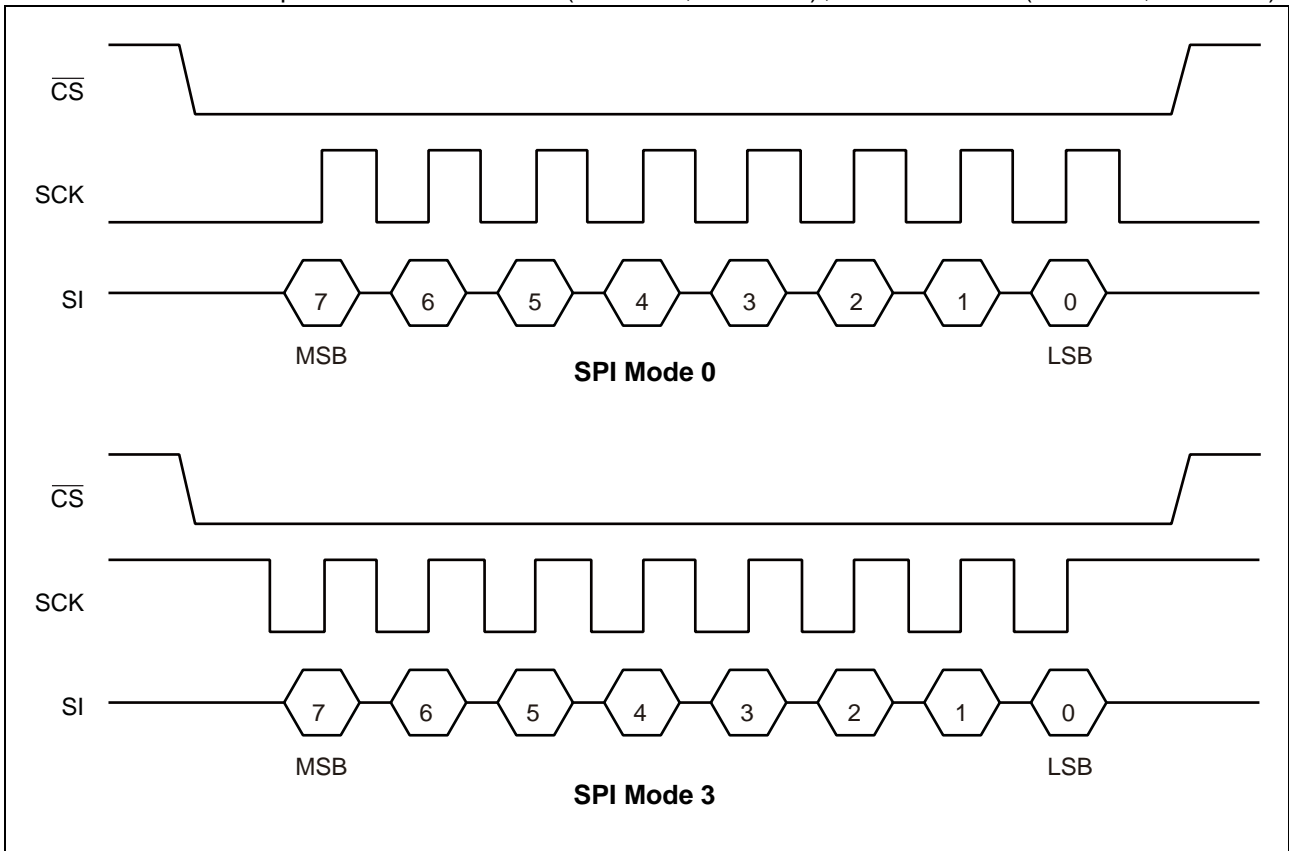 CS
SCK
SI
7 6 5 4 3 2 1 0
MSB LSB
SPI Mode 0
CS
SCK
SI
7 6 5 4 3 2 1 0
MSB LSB
SPI Mode 3